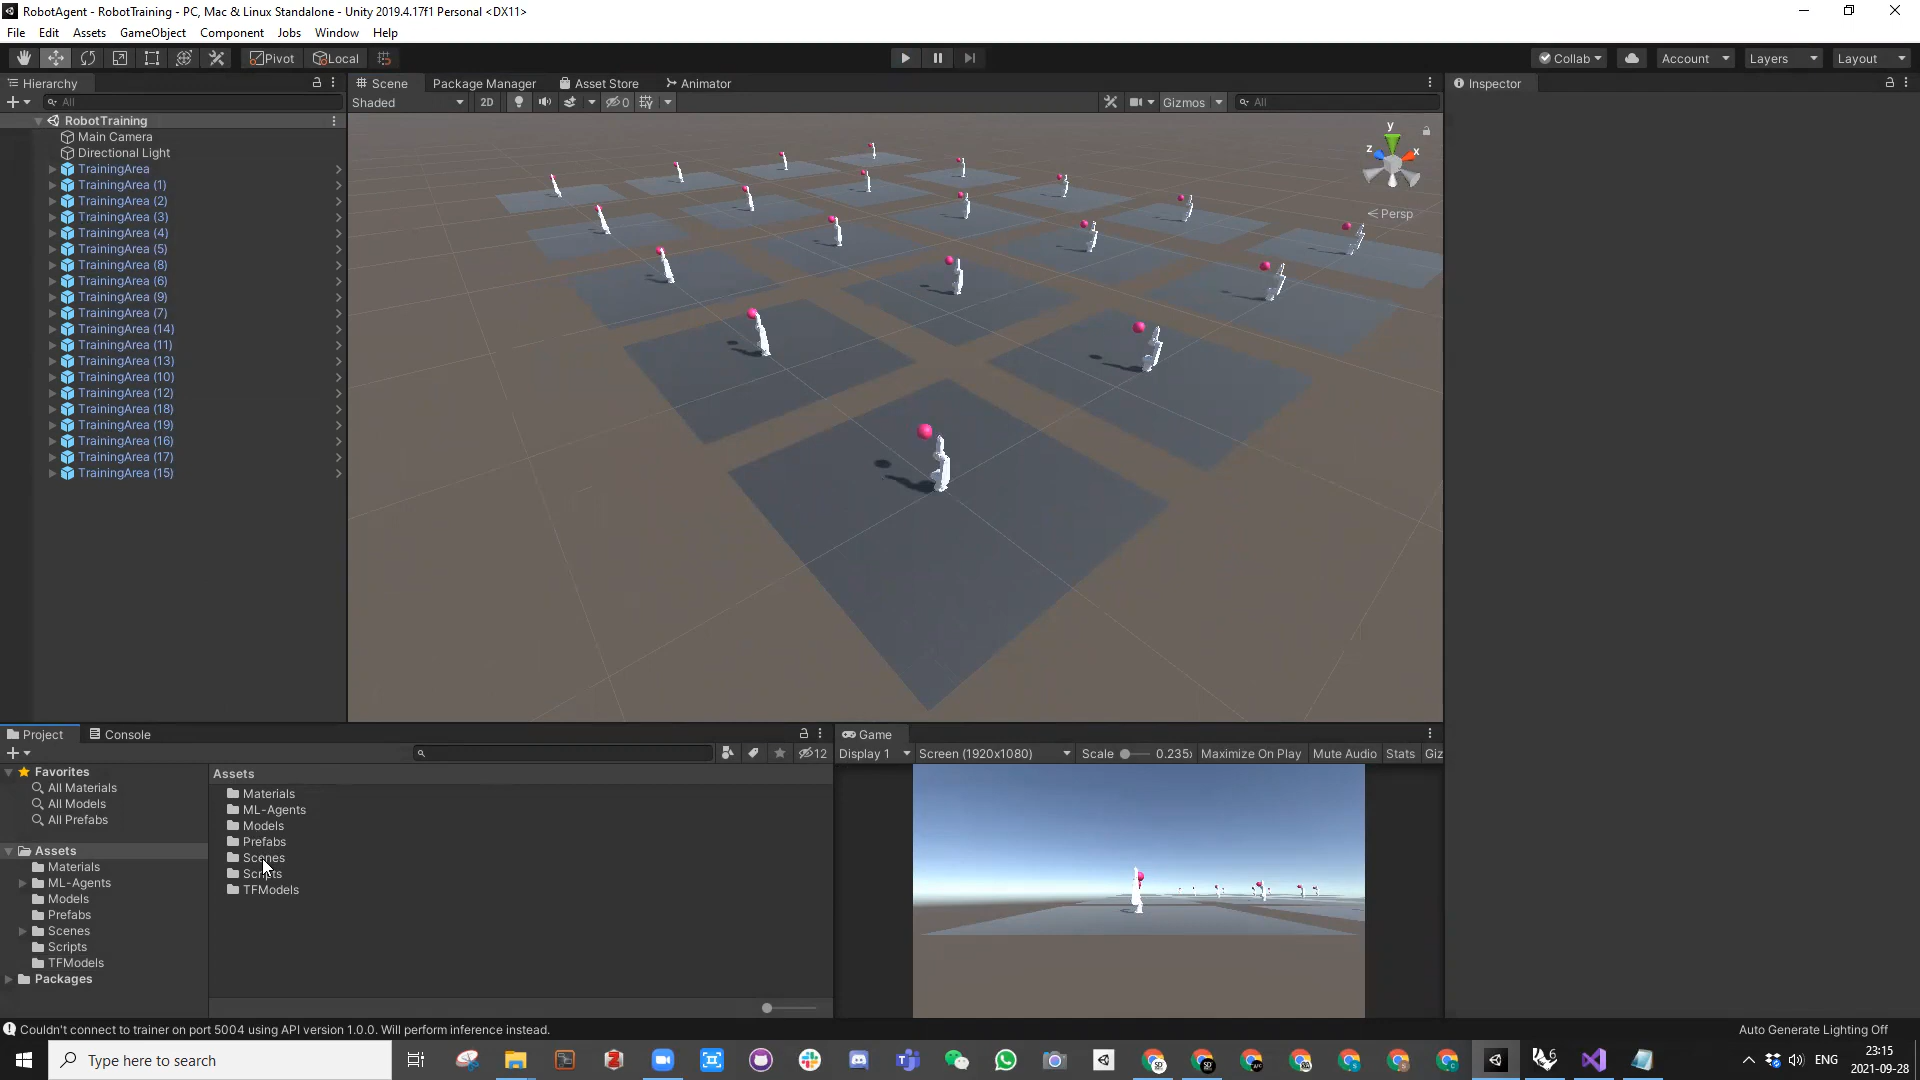 RobotAgent - RobotTraining - PC, Mac & Linux Standalone - Unity 2019.4.17f1 Personal <DX11>
File Edit Assets GameObject Component Jobs Window Help
Pivot Local Collab Account Layers Layout
Hierarchy Scene Package Manager Asset Store Animator Inspector
All Shaded 2D 0 Gizmos All
RobotTraining
Main Camera
Directional Light
TrainingArea
TrainingArea (1)
TrainingArea (2)
TrainingArea (3)
TrainingArea (4)
TrainingArea (5)
TrainingArea (8)
TrainingArea (6)
TrainingArea (9)
TrainingArea (7)
TrainingArea (14)
TrainingArea (11)
TrainingArea (13)
TrainingArea (10)
TrainingArea (12)
TrainingArea (18)
TrainingArea (19)
TrainingArea (16)
TrainingArea (17)
TrainingArea (15)
y
z x
Persp
Project Console Game
12 Display 1 Screen (1920x1080) Scale 0.235: Maximize On Play Mute Audio Stats Giz
Favorites
All Materials
All Models
All Prefabs
Assets
Materials
ML-Agents
Models
Prefabs
Scenes
Scripts
TFModels
Packages
Assets
Materials
ML-Agents
Models
Prefabs
Scenes
Scripts
TFModels
Couldn't connect to trainer on port 5004 using API version 1.0.0. Will perform inference instead. Auto Generate Lighting Off
Type here to search
ENG
23:15
2021-09-28